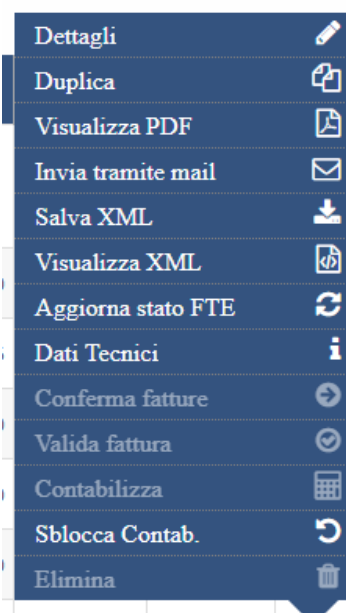 Dettagli
Duplica
Visualizza PDF
Invia tramite mail
Salva XML
Visualizza XML
Aggiorna stato FTE
Dati Tecnici
Conferma fatture
Valida fattura
Contabilizza
Sblocca Contab.
Elimina